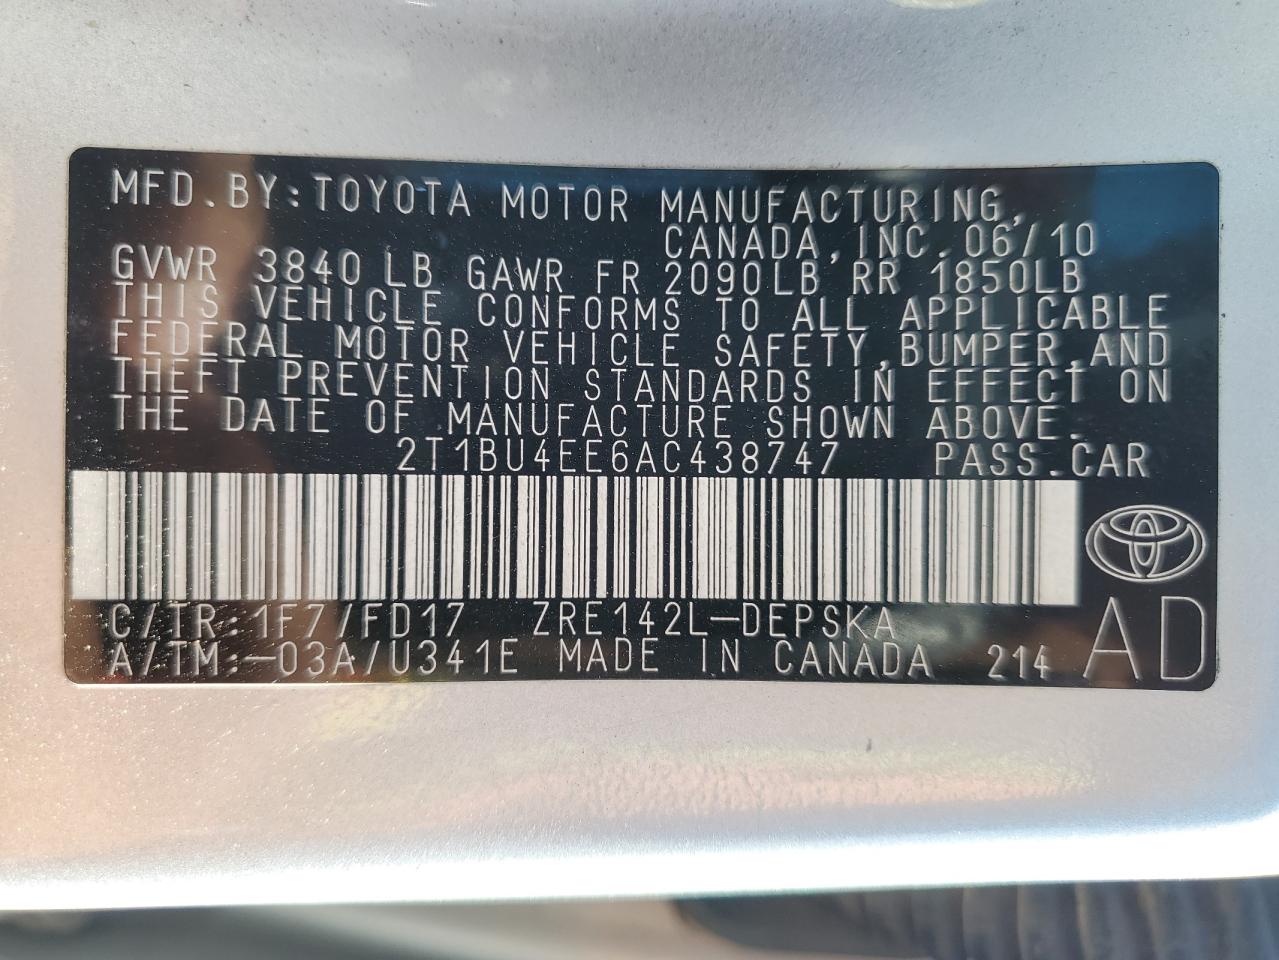 MFD.BY:TOYOTA MOTOR MANUFACTURING,
CANADA,INC.06/10
GVWR 3840 LB GAWR FR 2090LB RR 1850LB
THIS VEHICLE CONFORMS TO ALL APPLICABLE
FEDERAL MOTOR VEHICLE SAFETY,BUMPER,AND
THEFT PREVENTION STANDARDS IN EFFECT ON
THE DATE OF MANUFACTURE SHOWN ABOVE.
2T1BU4EE6AC438747 PASS.CAR
C/TR:1F7/FD17 ZRE142L-DEPSKA
A/TM:-03A/U341E MADE IN CANADA 214 AD